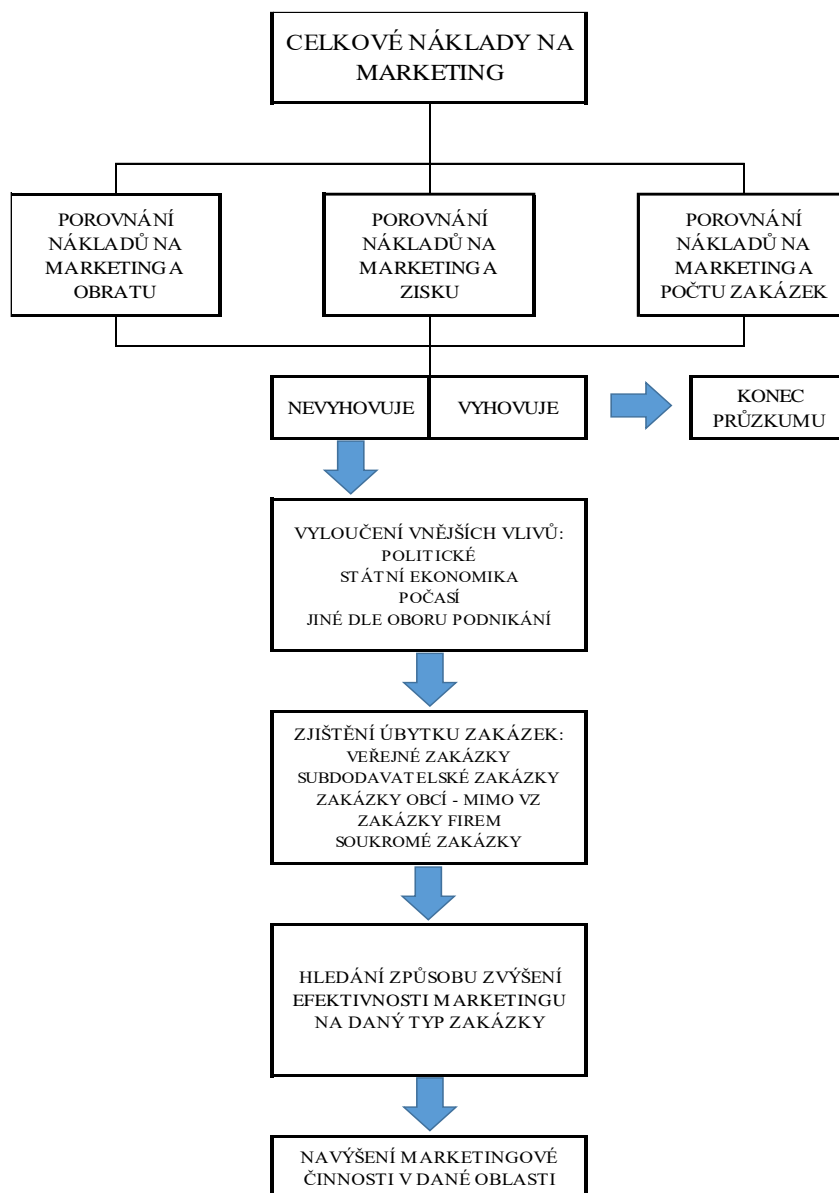 CELKOVÉ NÁKLADY NA
MARKETING
POROVNÁNÍ
NÁKLADŮ NA
MARKETING A
OBRATU
POROVNÁNÍ
NÁKLADŮ NA
MARKETING A
ZISKU
POROVNÁNÍ
NÁKLADŮ NA
MARKETING A
POČTU ZAKÁZEK
NEVYHOVUJE
VYHOVUJE
KONEC
PRŮZKUMU
VYLOUČENÍ VNĚJŠÍCH VLIVŮ:
POLITICKÉ
STÁTNÍ EKONOMIKA
POČASÍ
JINÉ DLE OBORU PODNIKÁNÍ
ZJIŠTĚNÍ ÚBYTKU ZAKÁZEK:
VEŘEJNÉ ZAKÁZKY
SUBDODAVATELSKÉ ZAKÁZKY
ZAKÁZKY OBCÍ - MIMO VZ
ZAKÁZKY FIREM
SOUKROMÉ ZAKÁZKY
HLEDÁNÍ ZPŮSOBU ZVÝŠENÍ
EFEKTIVNOSTI MARKETINGU
NA DANÝ TYP ZAKÁZKY
NAVÝŠENÍ MARKETINGOVÉ
ČINNOSTI V DANÉ OBLASTI